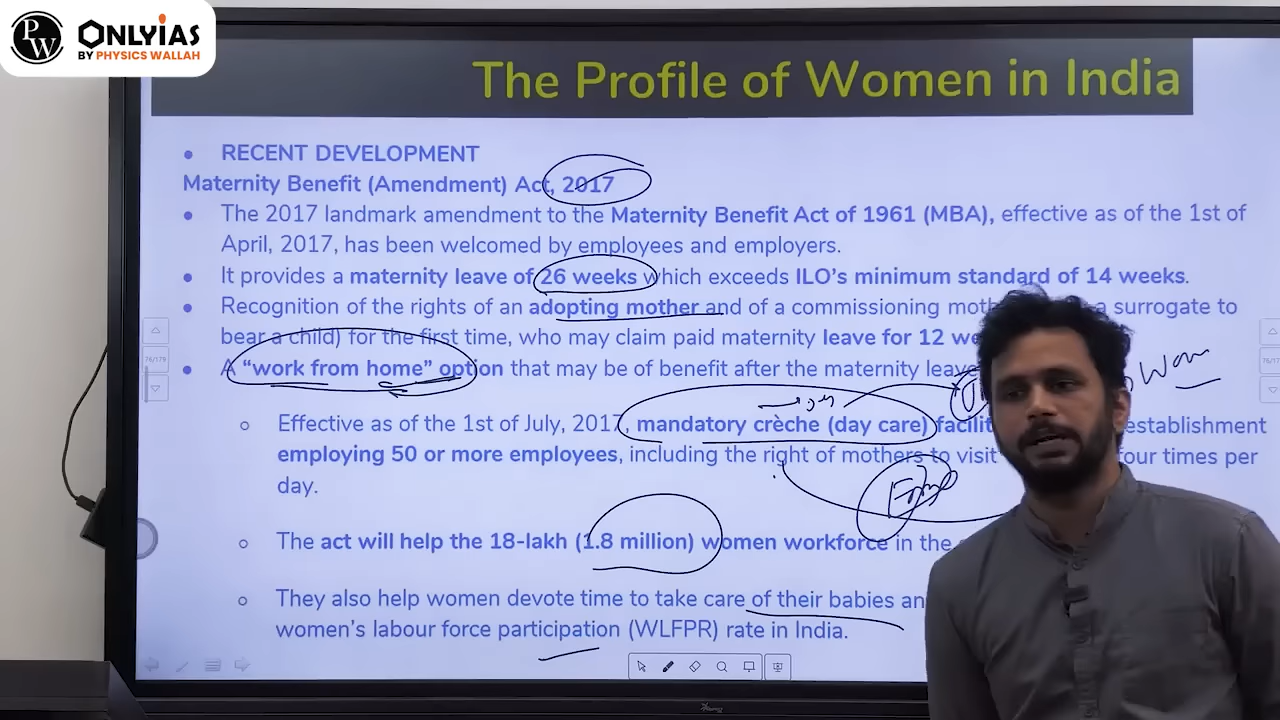 PW ONLYIAS
BY PHYSICS WALLAH
The Profile of Women in India
• RECENT DEVELOPMENT
Maternity Benefit (Amendment) Act, 2017
• The 2017 landmark amendment to the Maternity Benefit Act of 1961 (MBA), effective as of the 1st of
April, 2017, has been welcomed by employees and employers.
• It provides a maternity leave of 26 weeks which exceeds ILO's minimum standard of 14 weeks.
• Recognition of the rights of an adopting mother and of a commissioning a surrogate to
bear a child) for the first time, who may claim paid maternity leave for 12
• A “work from home” option that may be of benefit after the maternity leave
Wom
○ Effective as of the 1st of July, 2017, mandatory crèche (day care) establishment
employing 50 or more employees, including the right of mothers to visit four times per
day.
○ The act will help the 18-lakh (1.8 million) women workforce in the
○ They also help women devote time to take care of their babies
women's labour force participation (WLFPR) rate in India.
76/179